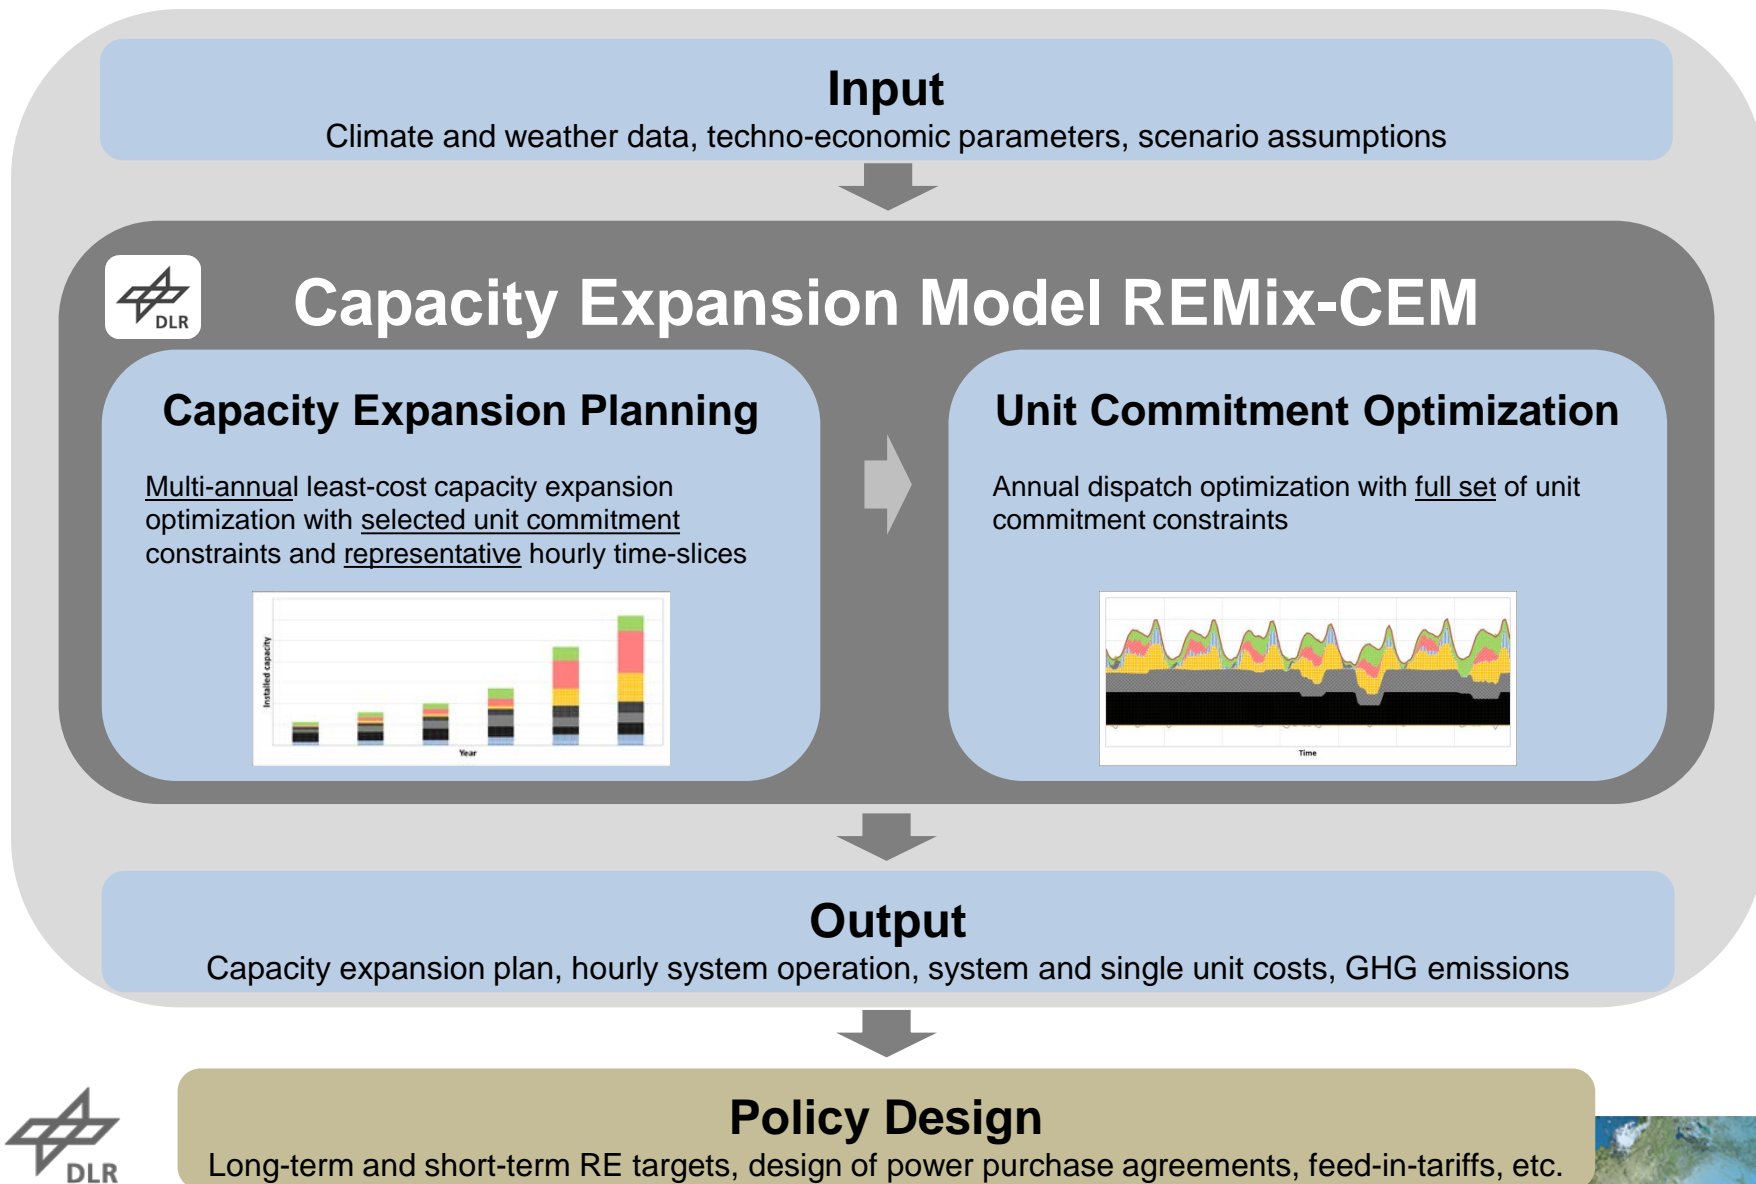 Input
Climate and weather data, techno-economic parameters, scenario assumptions
DLR
Capacity Expansion Model REMix-CEM
Capacity Expansion Planning
Multi-annual least-cost capacity expansion
optimization with selected unit commitment
constraints and representative hourly time-slices
Installed capacity
Year
Unit Commitment Optimization
Annual dispatch optimization with full set of unit
commitment constraints
Time
Output
Capacity expansion plan, hourly system operation, system and single unit costs, GHG emissions
DLR
Policy Design
Long-term and short-term RE targets, design of power purchase agreements, feed-in-tariffs, etc.